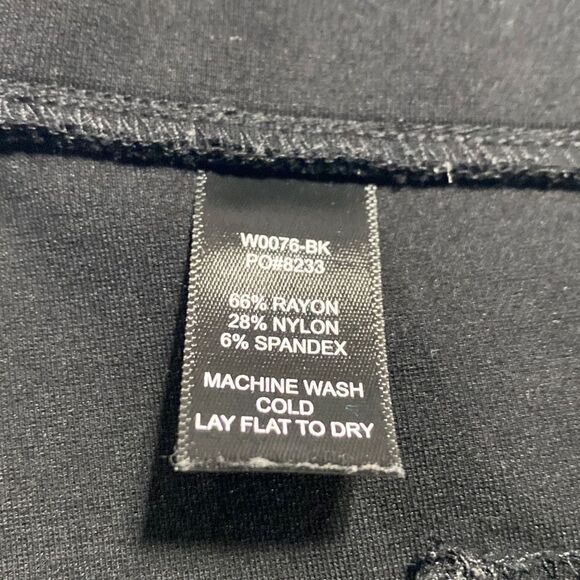 W0076-BK
PO#8233
66% RAYON
28% NYLON
6% SPANDEX
MACHINE WASH
COLD
LAY FLAT TO DRY